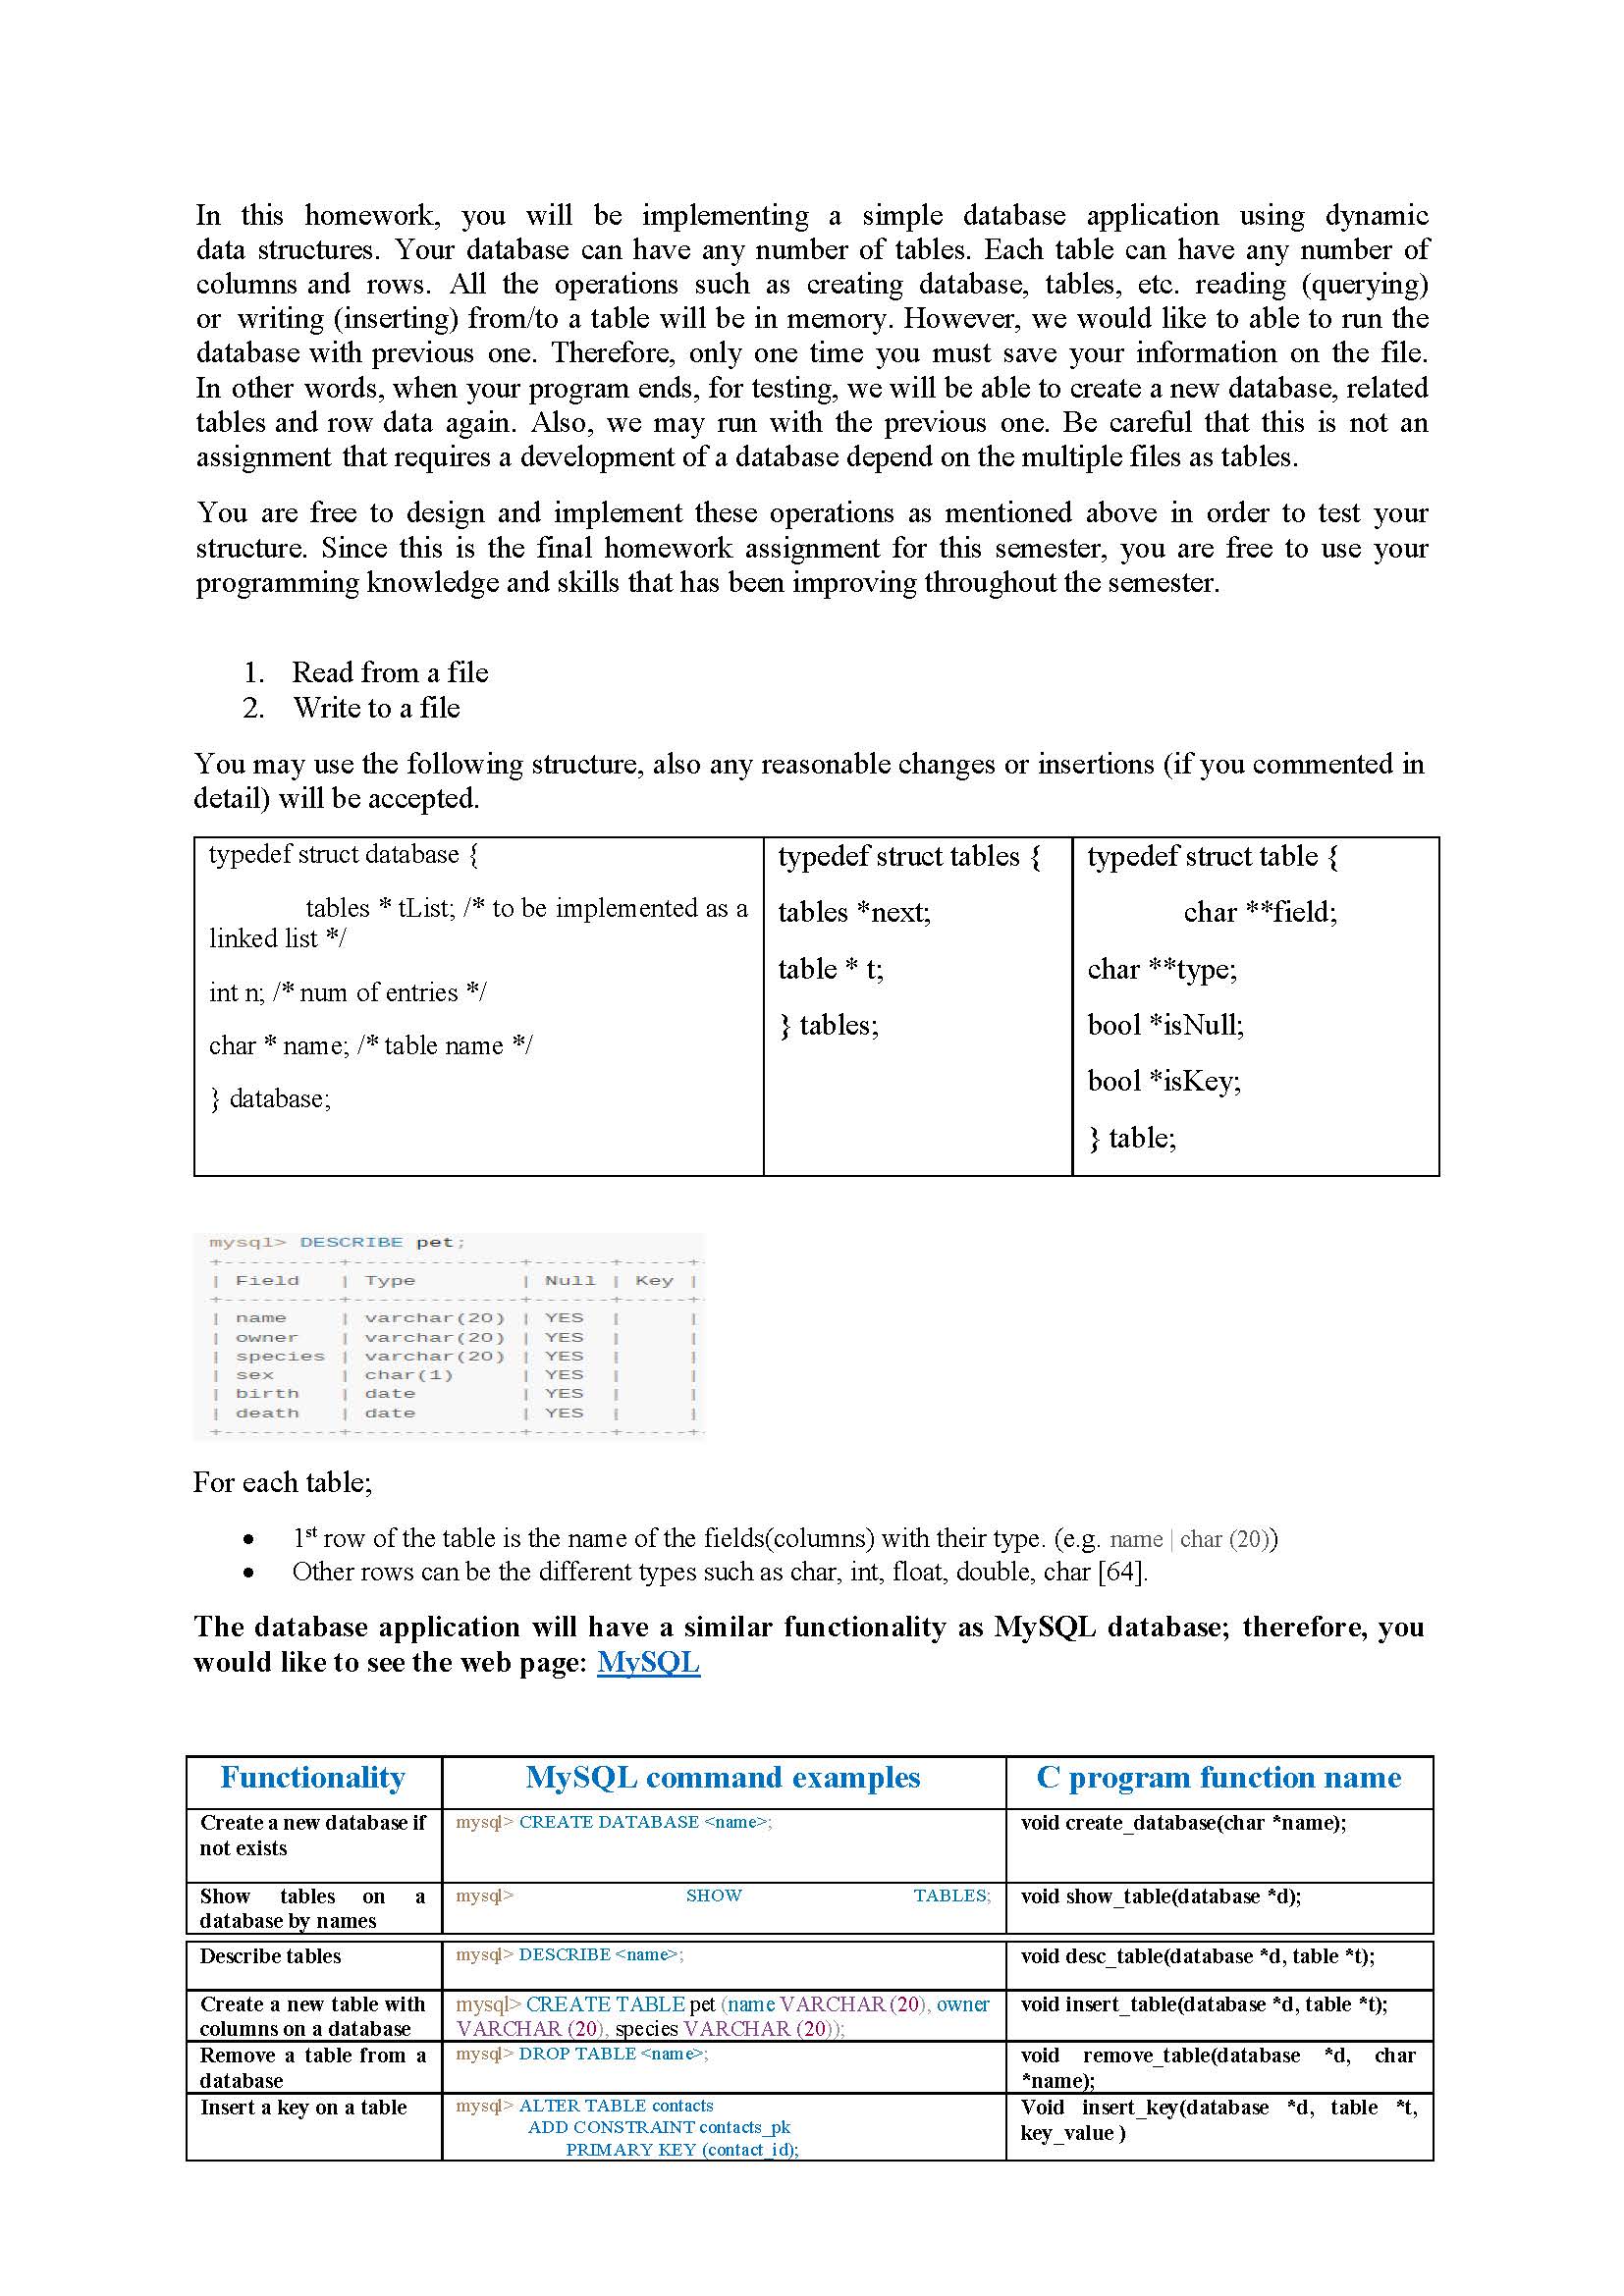 In this homework, you will be implementing a simple database application using dynamic
data structures. Your database can have any number of tables. Each table can have any number of
columns and rows. All the operations such as creating database, tables, etc. reading (querying)
or writing (inserting) from/to a table will be in memory. However, we would like to able to run the
database with previous one. Therefore, only one time you must save your information on the file.
In other words, when your program ends, for testing, we will be able to create a new database, related
tables and row data again. Also, we may run with the previous one. Be careful that this is not an
assignment that requires a development of a database depend on the multiple files as tables.
You are free to design and implement these operations as mentioned above in order to test your
structure. Since this is the final homework assignment for this semester, you are free to use your
programming knowledge and skills that has been improving throughout the semester.
1. Read from a file
2. Write to a file
You may use the following structure, also any reasonable changes or insertions (if you commented in
detail) will be accepted.
typedef struct database {
tables * tList; /* to be implemented as a
linked list */
int n; /* num of entries */
char * name; /* table name */
} database;
typedef struct tables {
tables *next;
table * t;
} tables;
typedef struct table {
char **field;
char **type;
bool *isNull;
bool *isKey;
} table;
mysql> DESCRIBE pet;
+---------+-------------+------+-----+
| Field | Type | Null | Key |
+---------+-------------+------+-----+
| name | varchar(20) | YES | |
| owner | varchar(20) | YES | |
| species | varchar(20) | YES | |
| sex | char(1) | YES | |
| birth | date | YES | |
| death | date | YES | |
+---------+-------------+------+-----+
For each table;
• 1st row of the table is the name of the fields(columns) with their type. (e.g. name | char (20))
• Other rows can be the different types such as char, int, float, double, char [64].
The database application will have a similar functionality as MySQL database; therefore, you
would like to see the web page: MySQL
Functionality MySQL command examples C program function name
Create a new database if
not exists
mysql> CREATE DATABASE <name>;
void create_database(char *name);
Show tables on a
database by names
mysql> SHOW TABLES;
void show_table(database *d);
Describe tables
mysql> DESCRIBE <name>;
void desc_table(database *d, table *t);
Create a new table with
columns on a database
mysql> CREATE TABLE pet (name VARCHAR (20), owner
VARCHAR (20), species VARCHAR (20));
void insert_table(database *d, table *t);
Remove a table from a
database
mysql> DROP TABLE <name>;
void remove_table(database *d, char
*name);
Insert a key on a table
mysql> ALTER TABLE contacts
ADD CONSTRAINT contacts_pk
PRIMARY KEY (contact_id);
Void insert_key(database *d, table *t,
key_value )